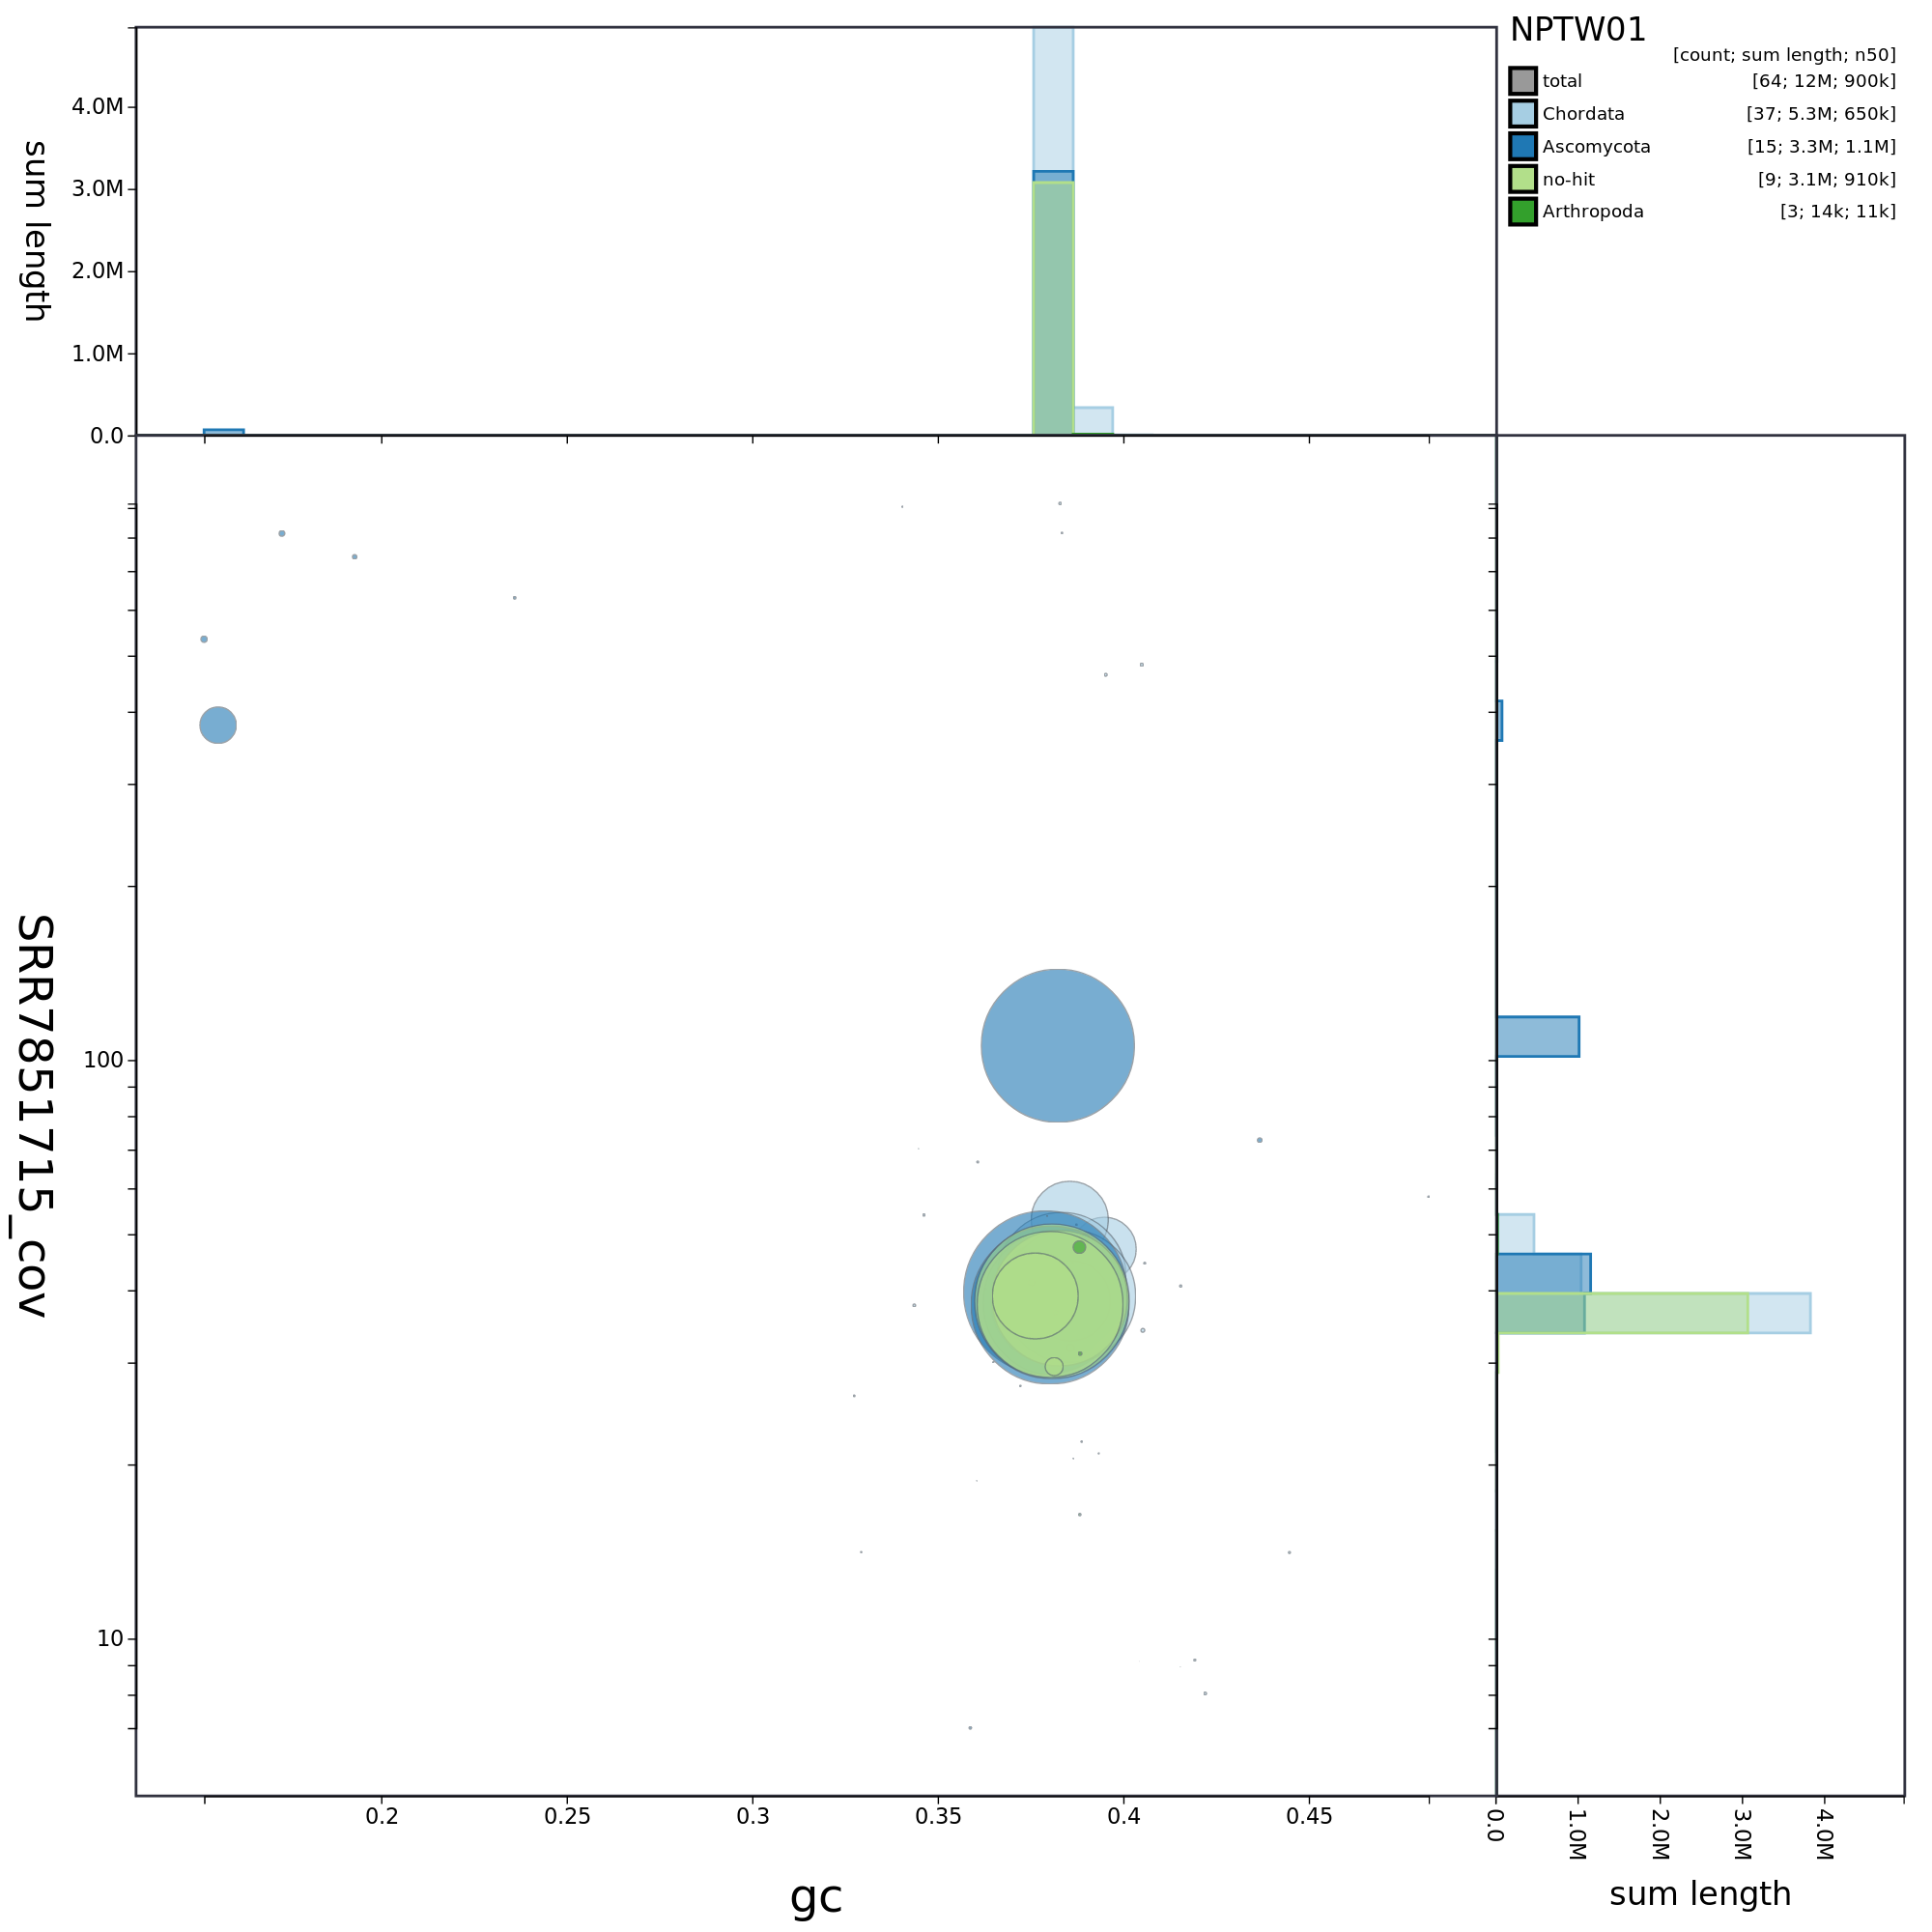 NPTW01
[count; sum length; n50]
total [64; 12M; 900k]
Chordata [37; 5.3M; 650k]
Ascomycota [15; 3.3M; 1.1M]
no-hit [9; 3.1M; 910k]
Arthropoda [3; 14k; 11k]
sum length
4.0M
3.0M
2.0M
1.0M
0.0
SRR7851715_cov
100
10
0.2 0.25 0.3 0.35 0.4 0.45
gc
0.0 1.0M 2.0M 3.0M 4.0M
sum length